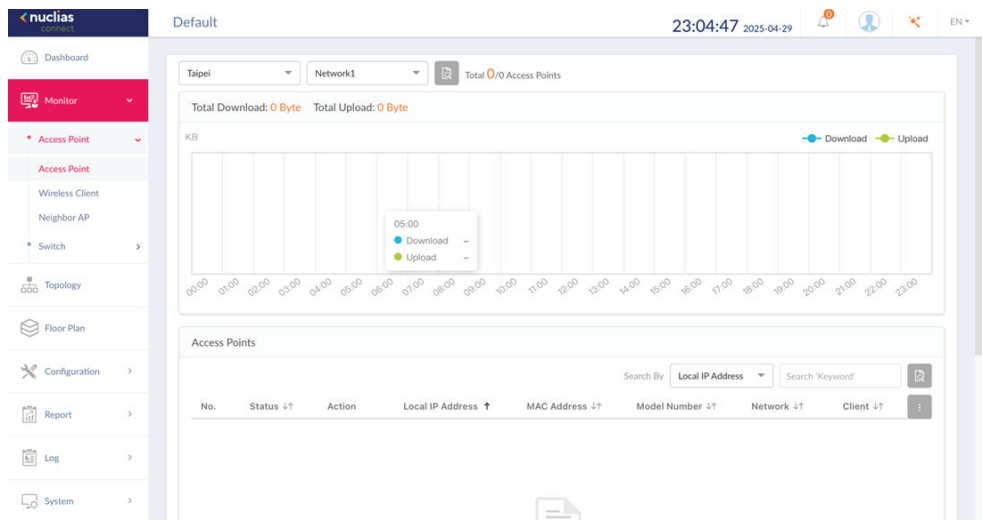 nuclias
connect
Default
23:04:47 2025-04-29
0
EN
Dashboard
Monitor
Access Point
Access Point
Wireless Client
Neighbor AP
Switch
Topology
Floor Plan
Configuration
Report
Log
System
Taipei
Network1
Total 0/0 Access Points
Total Download: 0 Byte Total Upload: 0 Byte
KB
Download Upload
05:00
Download –
Upload –
00:00 01:00 02:00 03:00 04:00 05:00 06:00 07:00 08:00 09:00 10:00 11:00 12:00 13:00 14:00 15:00 16:00 17:00 18:00 19:00 20:00 21:00 22:00 23:00
Access Points
Search By Local IP Address Search 'Keyword'
No. Status Action Local IP Address MAC Address Model Number Network Client